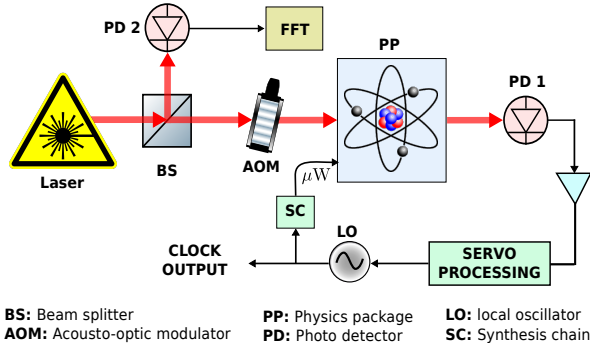 PD 2
FFT
PP
PD 1
Laser
BS
AOM
μW
SC
LO
CLOCK
OUTPUT
SERVO
PROCESSING
BS: Beam splitter
PP: Physics package
LO: local oscillator
AOM: Acousto-optic modulator
PD: Photo detector
SC: Synthesis chain